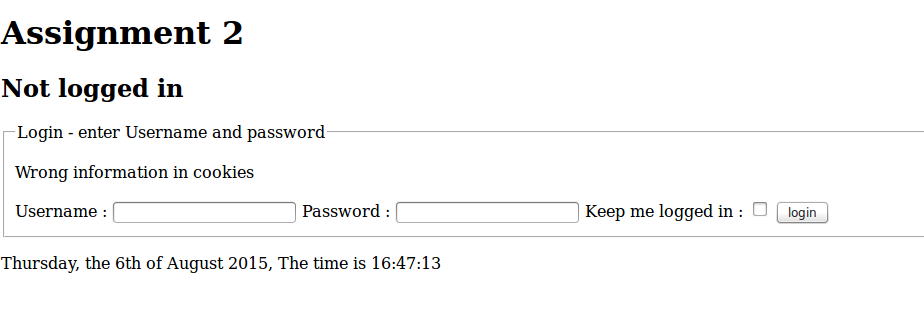 Assignment 2
Not logged in
Login - enter Username and password
Wrong information in cookies
Username : Password : Keep me logged in : login
Thursday, the 6th of August 2015, The time is 16:47:13